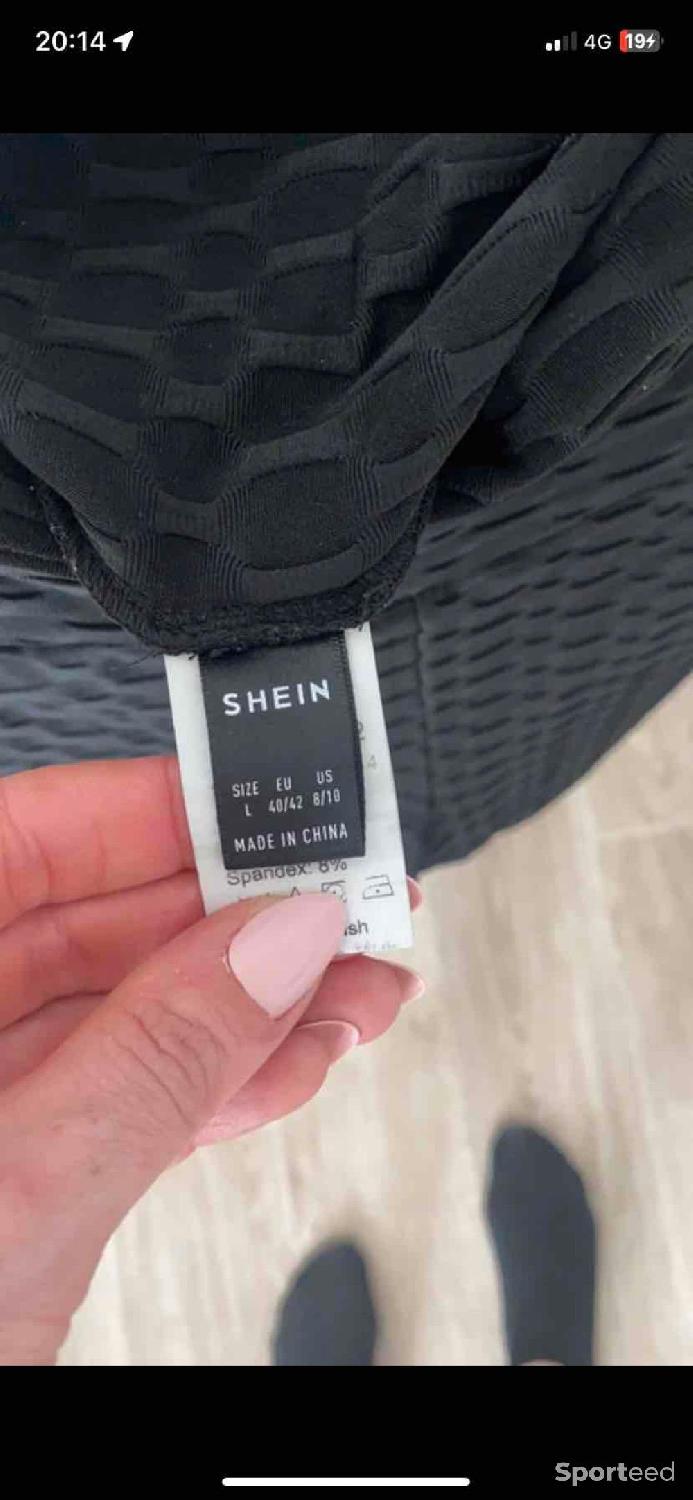 20:14
4G
19
SHEIN
SIZE EU US
L 40/42 8/10
MADE IN CHINA
Spandex: 8%
Sporteed